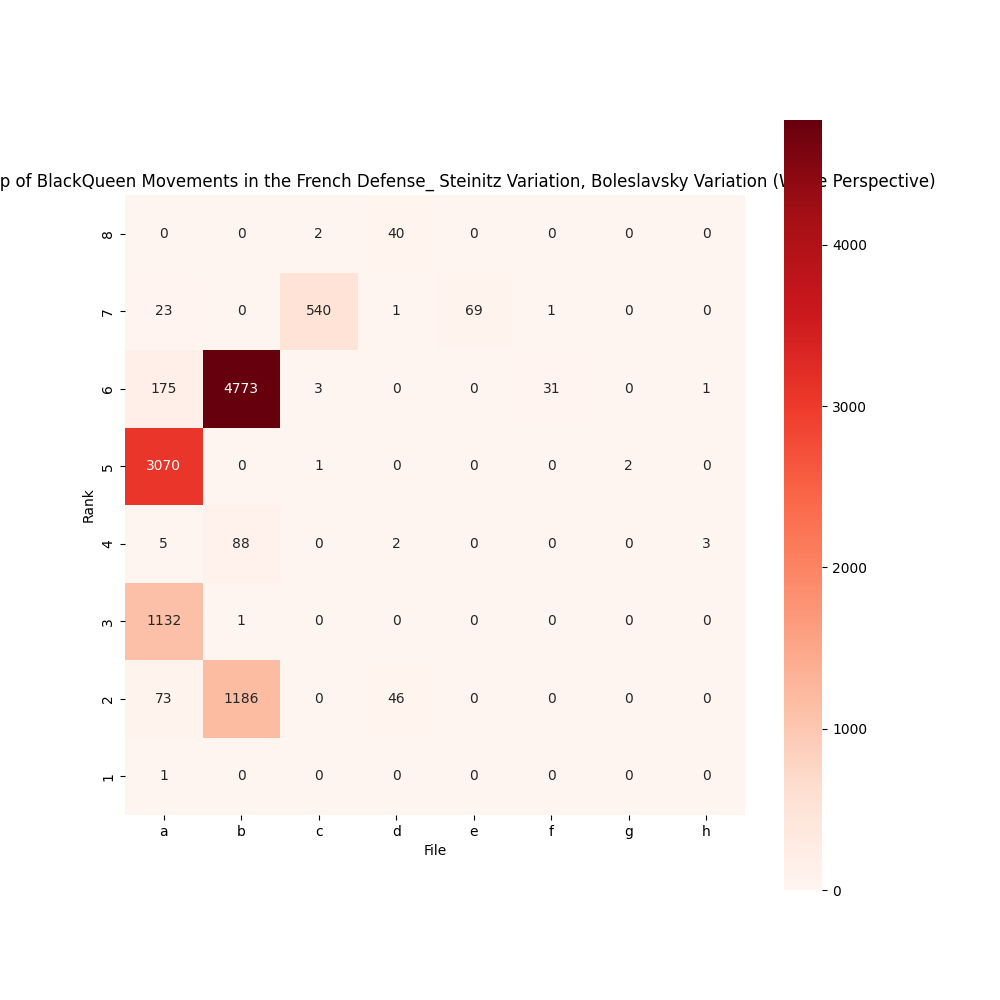 p of BlackQueen Movements in the French Defense_ Steinitz Variation, Boleslavsky Variation (W e Perspective)
8 0 0 2 40 0 0 0 0
7 23 0 540 1 69 1 0 0
6 175 4773 3 0 0 31 0 1
5 3070 0 1 0 0 0 2 0
4 5 88 0 2 0 0 0 3
3 1132 1 0 0 0 0 0 0
2 73 1186 0 46 0 0 0 0
1 1 0 0 0 0 0 0 0
a b c d e f g h
File
Rank
4000
3000
2000
1000
0